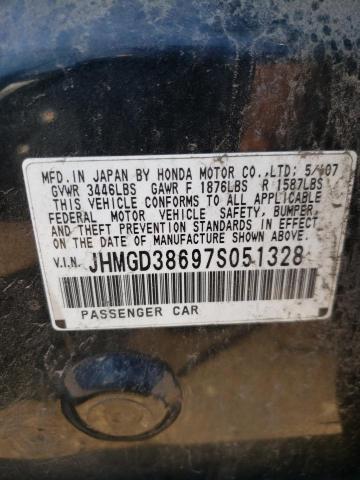 MFD.IN JAPAN BY HONDA MOTOR CO.,LTD; 5/07
GVWR 3446LBS GAWR F 1876LBS R 1587LBS
THIS VEHICLE CONFORMS TO ALL APPLICABLE
FEDERAL MOTOR VEHICLE SAFETY, BUMPER,
AND THEFT PREVENTION STANDARDS IN EFFECT
ON THE DATE OF MANUFACTURE SHOWN ABOVE.
V.I.N. JHMGD38697S051328
PASSENGER CAR